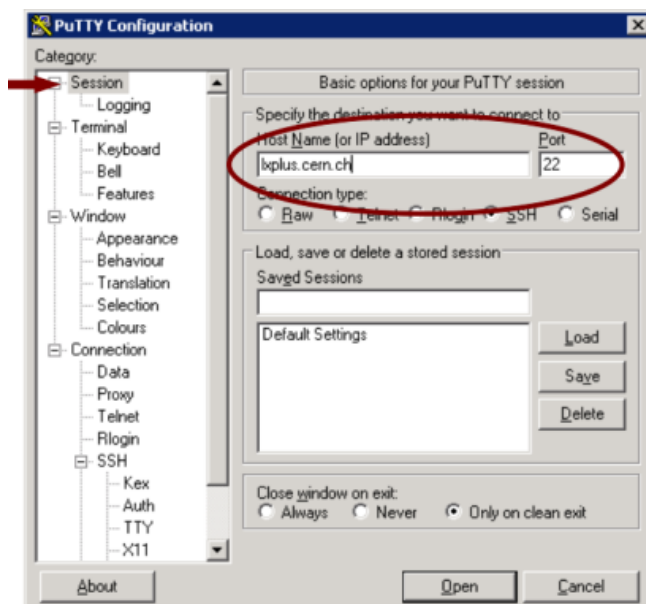 PuTTY Configuration
Category:
Session
Logging
Terminal
Keyboard
Bell
Features
Window
Appearance
Behaviour
Translation
Selection
Colours
Connection
Data
Proxy
Telnet
Rlogin
SSH
Kex
Auth
TTY
X11
Basic options for your PuTTY session
Specify the destination you want to connect to
Host Name (or IP address) Port
lxplus.cern.ch 22
Connection type:
Raw Telnet Rlogin SSH Serial
Load, save or delete a stored session
Saved Sessions
Default Settings
Load
Save
Delete
Close window on exit:
Always Never Only on clean exit
About Open Cancel